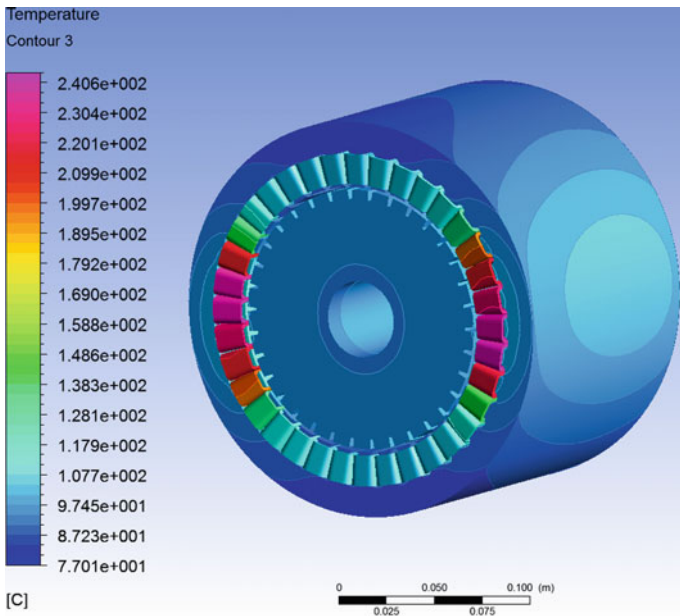 Temperature
Contour 3
2.406e+002
2.304e+002
2.201e+002
2.099e+002
1.997e+002
1.895e+002
1.792e+002
1.690e+002
1.588e+002
1.486e+002
1.383e+002
1.281e+002
1.179e+002
1.077e+002
9.745e+001
8.723e+001
7.701e+001
[C]
0 0.050 0.100 (m)
0.025 0.075